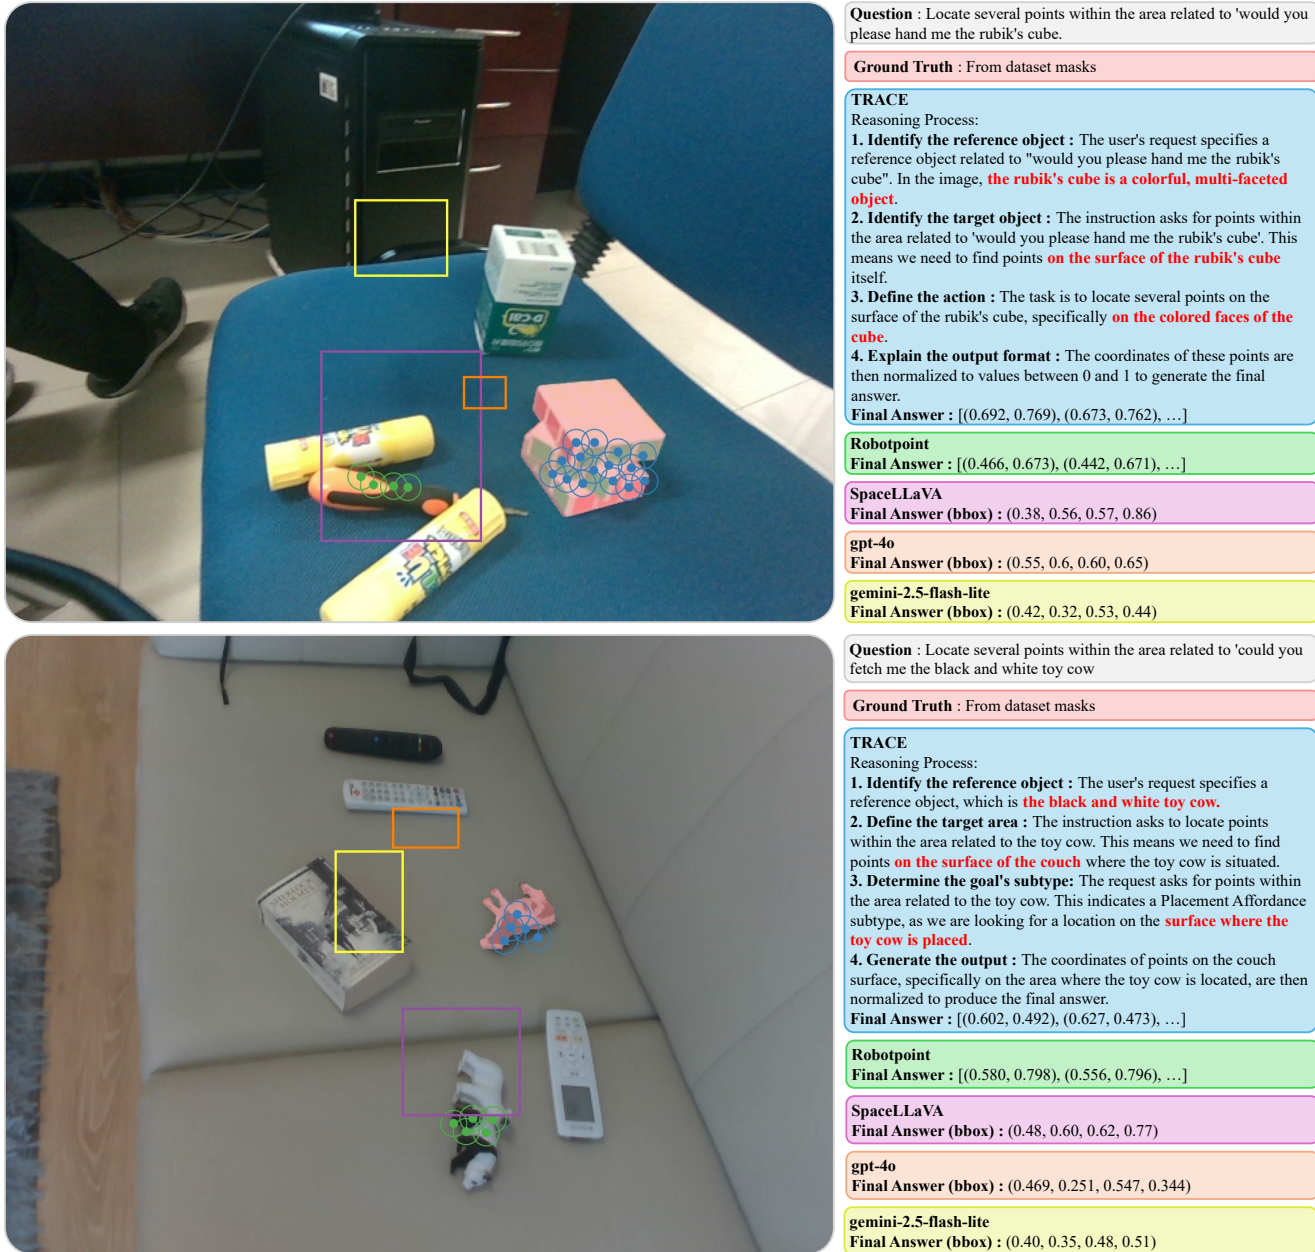 Question : Locate several points within the area related to 'would you
please hand me the rubik's cube.
Ground Truth : From dataset masks
TRACE
Reasoning Process:
1. Identify the reference object : The user's request specifies a
reference object related to "would you please hand me the rubik's
cube". In the image, the rubik's cube is a colorful, multi-faceted
object.
2. Identify the target object : The instruction asks for points within
the area related to 'would you please hand me the rubik's cube'. This
means we need to find points on the surface of the rubik's cube
itself.
3. Define the action : The task is to locate several points on the
surface of the rubik's cube, specifically on the colored faces of the
cube.
4. Explain the output format : The coordinates of these points are
then normalized to values between 0 and 1 to generate the final
answer.
Final Answer : [(0.692, 0.769), (0.673, 0.762), …]
Robotpoint
Final Answer : [(0.466, 0.673), (0.442, 0.671), …]
SpaceLLaVA
Final Answer (bbox) : (0.38, 0.56, 0.57, 0.86)
gpt-4o
Final Answer (bbox) : (0.55, 0.6, 0.60, 0.65)
gemini-2.5-flash-lite
Final Answer (bbox) : (0.42, 0.32, 0.53, 0.44)
D-Cal
Question : Locate several points within the area related to 'could you
fetch me the black and white toy cow
Ground Truth : From dataset masks
TRACE
Reasoning Process:
1. Identify the reference object : The user's request specifies a
reference object, which is the black and white toy cow.
2. Define the target area : The instruction asks to locate points
within the area related to the toy cow. This means we need to find
points on the surface of the couch where the toy cow is situated.
3. Determine the goal's subtype: The request asks for points within
the area related to the toy cow. This indicates a Placement Affordance
subtype, as we are looking for a location on the surface where the
toy cow is placed.
4. Generate the output : The coordinates of points on the couch
surface, specifically on the area where the toy cow is located, are then
normalized to produce the final answer.
Final Answer : [(0.602, 0.492), (0.627, 0.473), …]
Robotpoint
Final Answer : [(0.580, 0.798), (0.556, 0.796), …]
SpaceLLaVA
Final Answer (bbox) : (0.48, 0.60, 0.62, 0.77)
gpt-4o
Final Answer (bbox) : (0.469, 0.251, 0.547, 0.344)
gemini-2.5-flash-lite
Final Answer (bbox) : (0.40, 0.35, 0.48, 0.51)
SHERLOCK
HOLMES